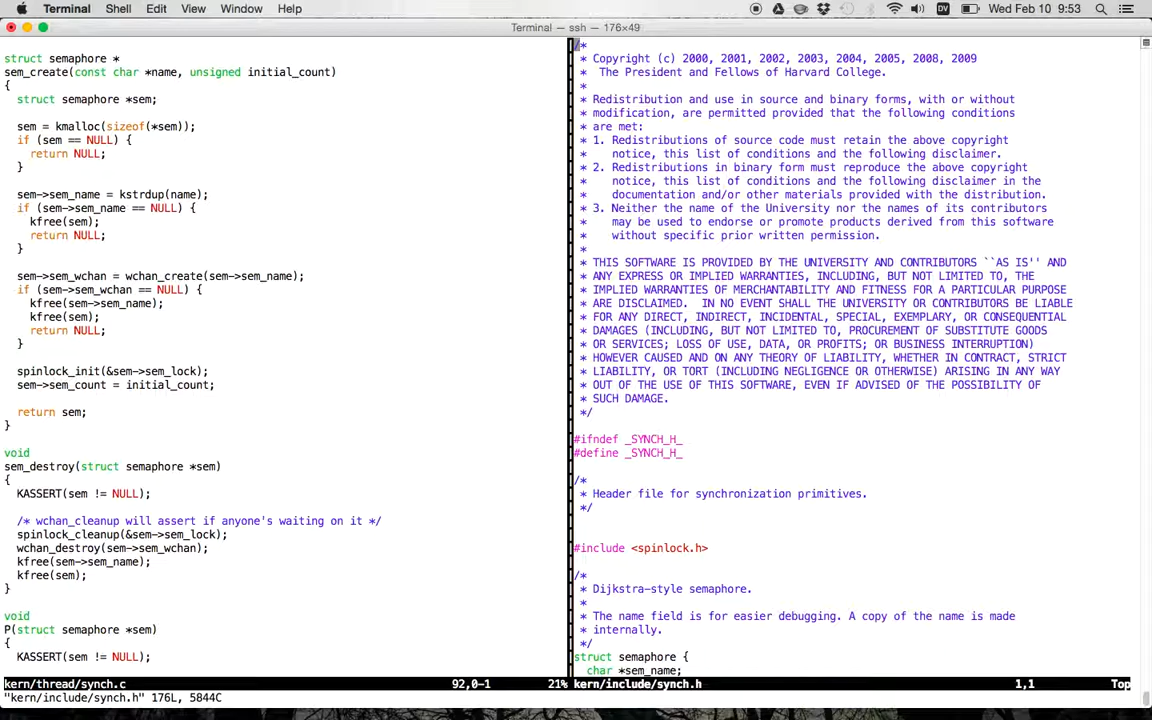 Terminal Shell Edit View Window Help
DV Wed Feb 10 9:53
Terminal — ssh — 176×49
struct semaphore *
sem_create(const char *name, unsigned initial_count)
{
struct semaphore *sem;
sem = kmalloc(sizeof(*sem));
if (sem == NULL) {
return NULL;
}
sem->sem_name = kstrdup(name);
if (sem->sem_name == NULL) {
kfree(sem);
return NULL;
}
sem->sem_wchan = wchan_create(sem->sem_name);
if (sem->sem_wchan == NULL) {
kfree(sem->sem_name);
kfree(sem);
return NULL;
}
spinlock_init(&sem->sem_lock);
sem->sem_count = initial_count;
return sem;
}
void
sem_destroy(struct semaphore *sem)
{
KASSERT(sem != NULL);
/* wchan_cleanup will assert if anyone's waiting on it */
spinlock_cleanup(&sem->sem_lock);
wchan_destroy(sem->sem_wchan);
kfree(sem->sem_name);
kfree(sem);
}
void
P(struct semaphore *sem)
{
KASSERT(sem != NULL);
kern/thread/synch.c 92,0-1 21%
"kern/include/synch.h" 176L, 5844C
/*
* Copyright (c) 2000, 2001, 2002, 2003, 2004, 2005, 2008, 2009
* The President and Fellows of Harvard College.
*
* Redistribution and use in source and binary forms, with or without
* modification, are permitted provided that the following conditions
* are met:
* 1. Redistributions of source code must retain the above copyright
* notice, this list of conditions and the following disclaimer.
* 2. Redistributions in binary form must reproduce the above copyright
* notice, this list of conditions and the following disclaimer in the
* documentation and/or other materials provided with the distribution.
* 3. Neither the name of the University nor the names of its contributors
* may be used to endorse or promote products derived from this software
* without specific prior written permission.
*
* THIS SOFTWARE IS PROVIDED BY THE UNIVERSITY AND CONTRIBUTORS ``AS IS'' AND
* ANY EXPRESS OR IMPLIED WARRANTIES, INCLUDING, BUT NOT LIMITED TO, THE
* IMPLIED WARRANTIES OF MERCHANTABILITY AND FITNESS FOR A PARTICULAR PURPOSE
* ARE DISCLAIMED. IN NO EVENT SHALL THE UNIVERSITY OR CONTRIBUTORS BE LIABLE
* FOR ANY DIRECT, INDIRECT, INCIDENTAL, SPECIAL, EXEMPLARY, OR CONSEQUENTIAL
* DAMAGES (INCLUDING, BUT NOT LIMITED TO, PROCUREMENT OF SUBSTITUTE GOODS
* OR SERVICES; LOSS OF USE, DATA, OR PROFITS; OR BUSINESS INTERRUPTION)
* HOWEVER CAUSED AND ON ANY THEORY OF LIABILITY, WHETHER IN CONTRACT, STRICT
* LIABILITY, OR TORT (INCLUDING NEGLIGENCE OR OTHERWISE) ARISING IN ANY WAY
* OUT OF THE USE OF THIS SOFTWARE, EVEN IF ADVISED OF THE POSSIBILITY OF
* SUCH DAMAGE.
*/
#ifndef _SYNCH_H_
#define _SYNCH_H_
/*
* Header file for synchronization primitives.
*/
#include <spinlock.h>
/*
* Dijkstra-style semaphore.
*
* The name field is for easier debugging. A copy of the name is made
* internally.
*/
struct semaphore {
char *sem_name;
kern/include/synch.h 1,1 Top